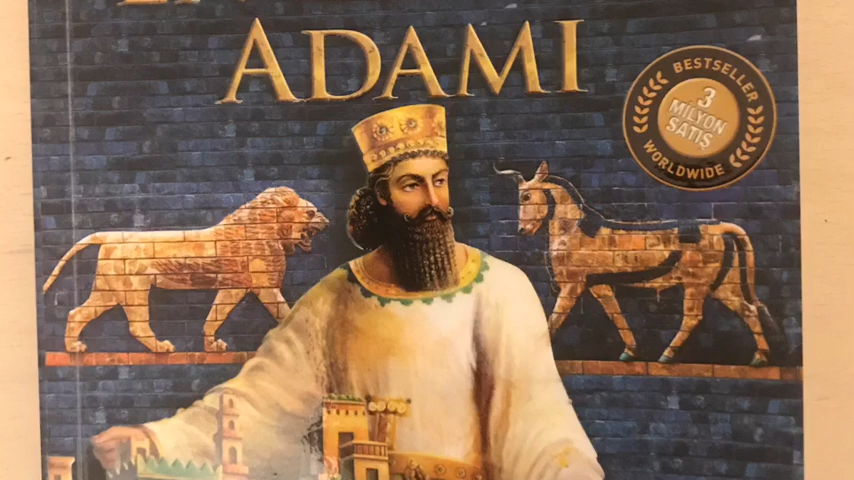 ADAMI
BESTSELLER
3
MİLYON
SATIŞ
WORLDWIDE